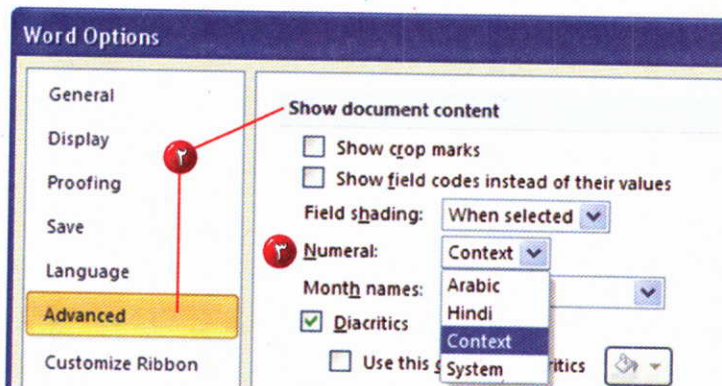 Word Options
General
Display
Proofing
Save
Language
Advanced
Customize Ribbon
٢
Show document content
Show crop marks
Show field codes instead of their values
Field shading: When selected
٣ Numeral: Context
Month names:
Arabic
Hindi
Context
System
Diacritics
Use this